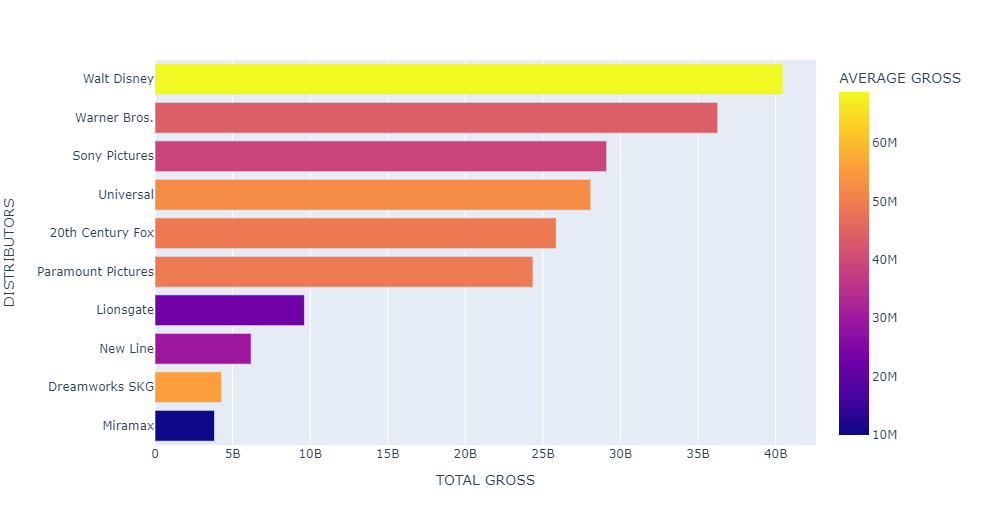 AVERAGE GROSS
Walt Disney
Warner Bros.
Sony Pictures
Universal
20th Century Fox
Paramount Pictures
Lionsgate
New Line
Dreamworks SKG
Miramax
DISTRIBUTORS
0 5B 10B 15B 20B 25B 30B 35B 40B
TOTAL GROSS
60M
50M
40M
30M
20M
10M